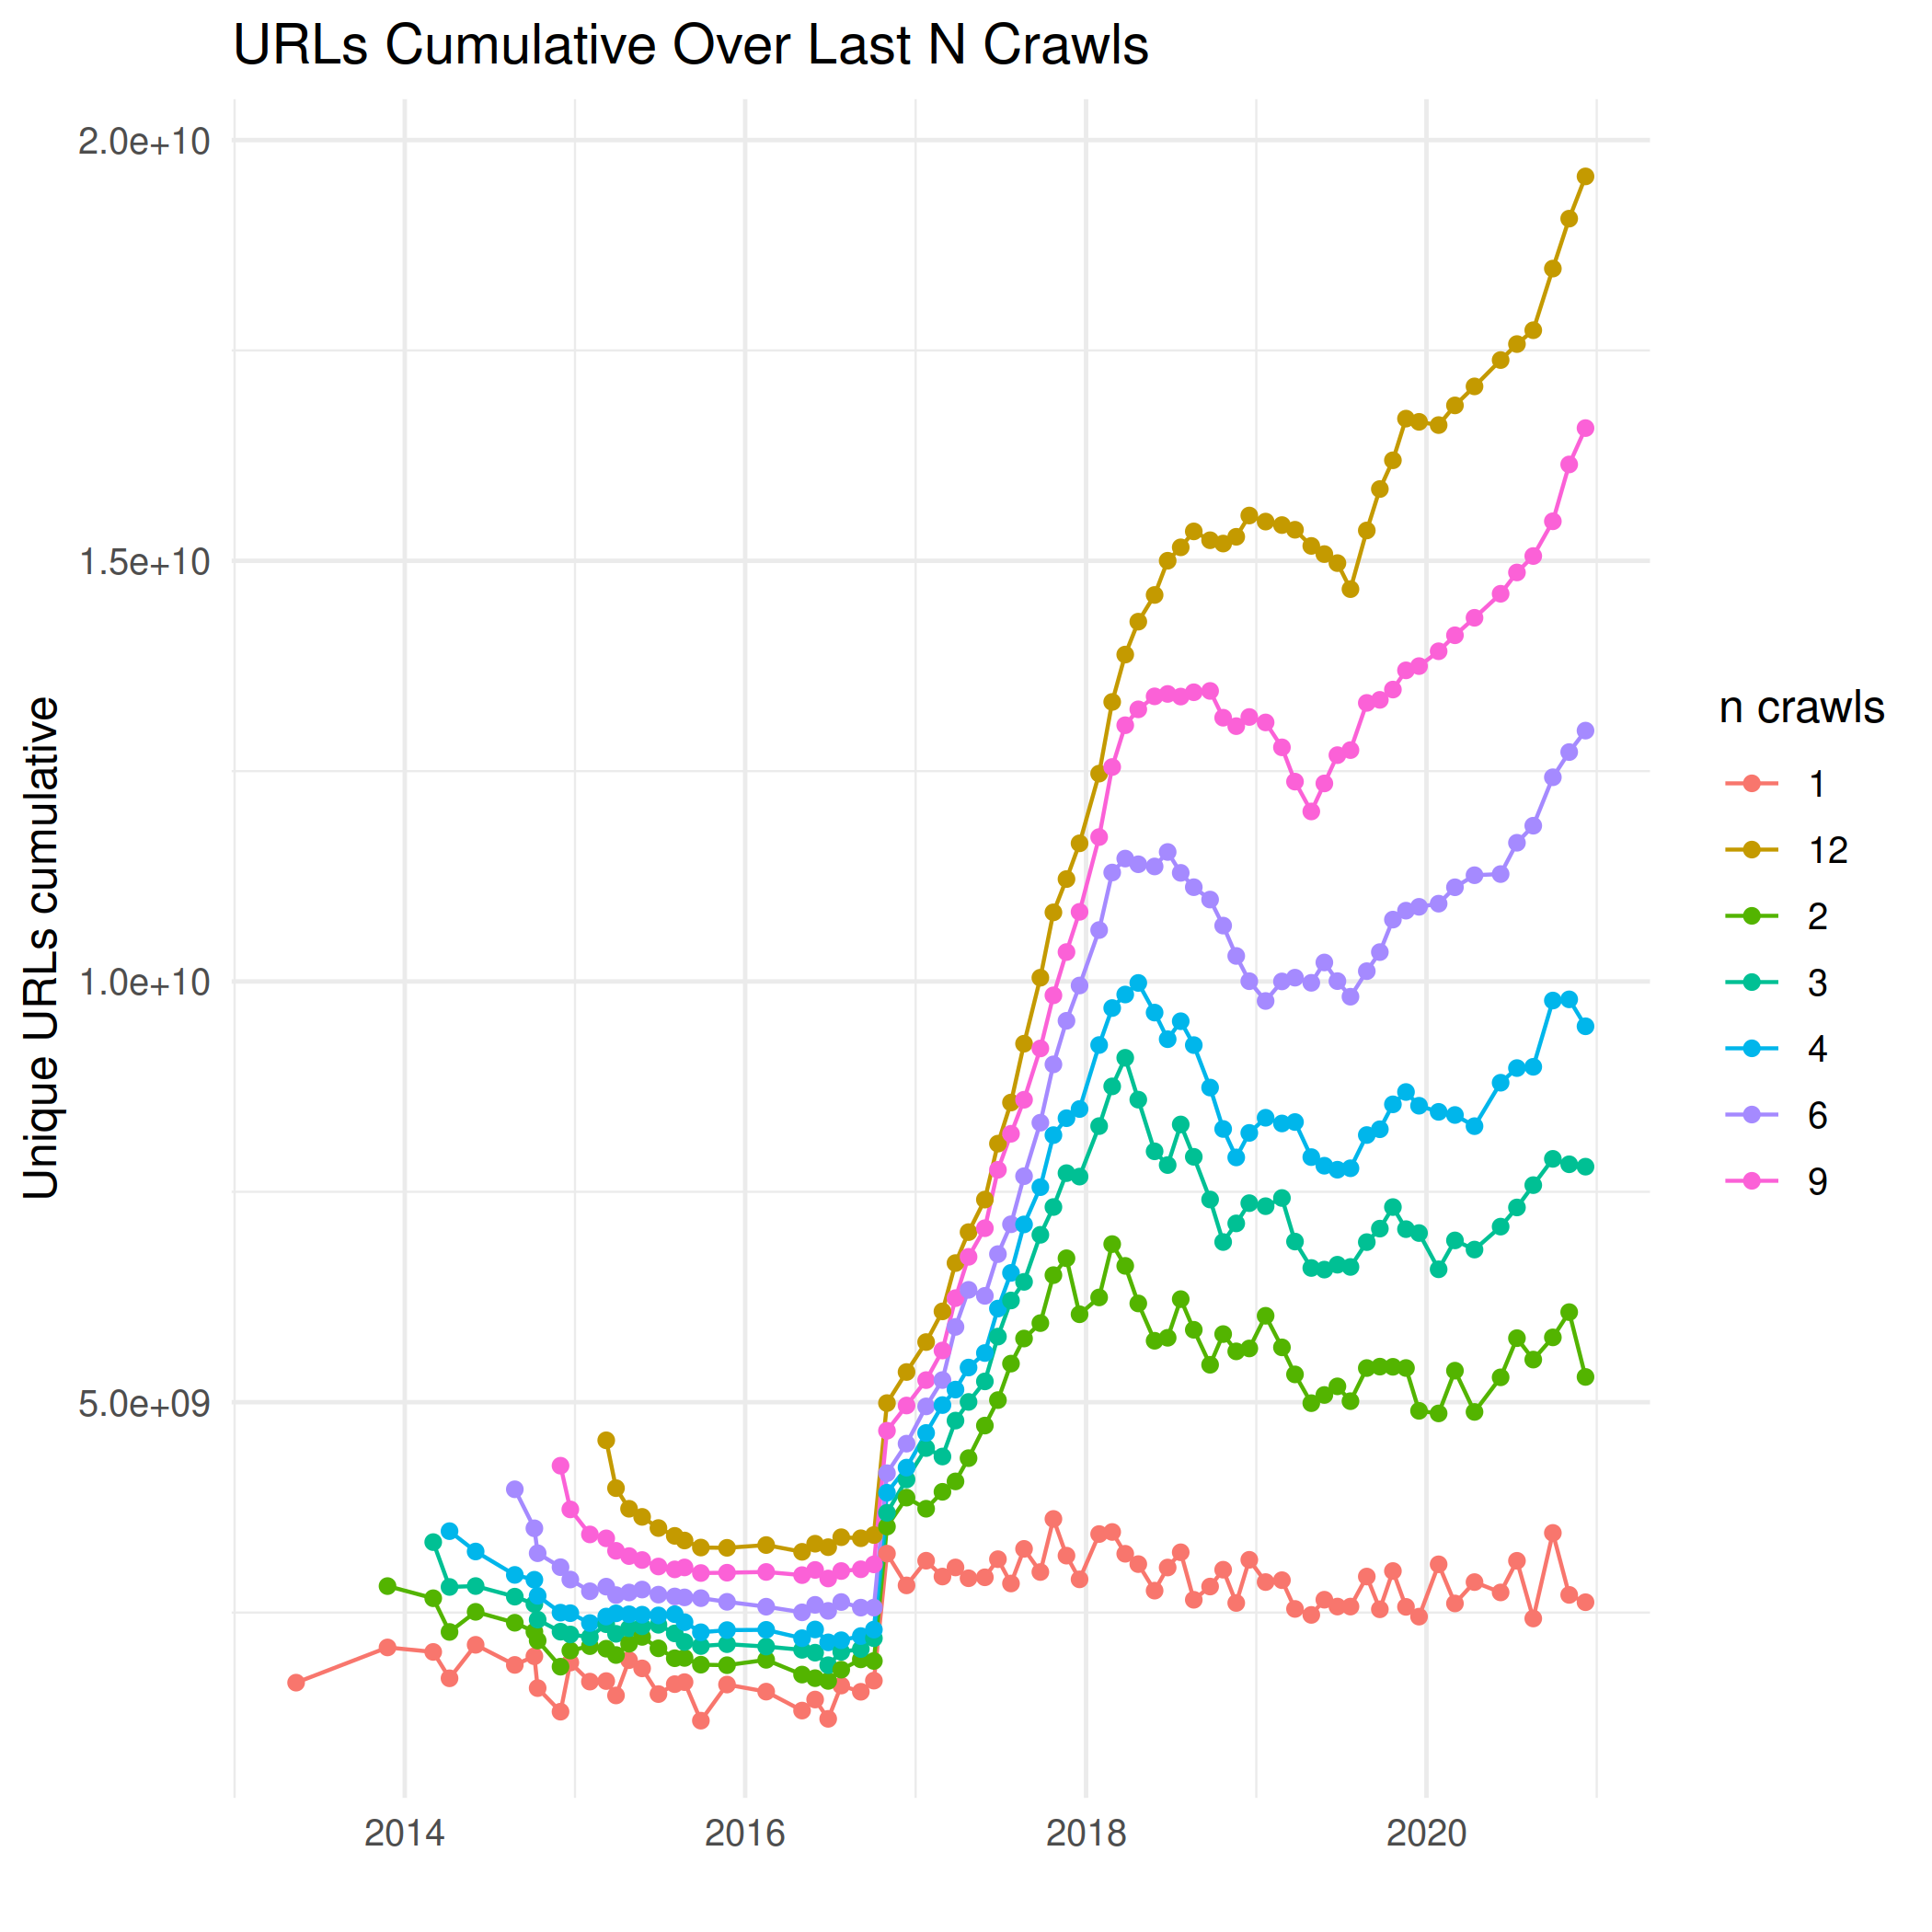 URLs Cumulative Over Last N Crawls
Unique URLs cumulative
2.0e+10
1.5e+10
1.0e+10
5.0e+09
2014 2016 2018 2020
n crawls
1
12
2
3
4
6
9